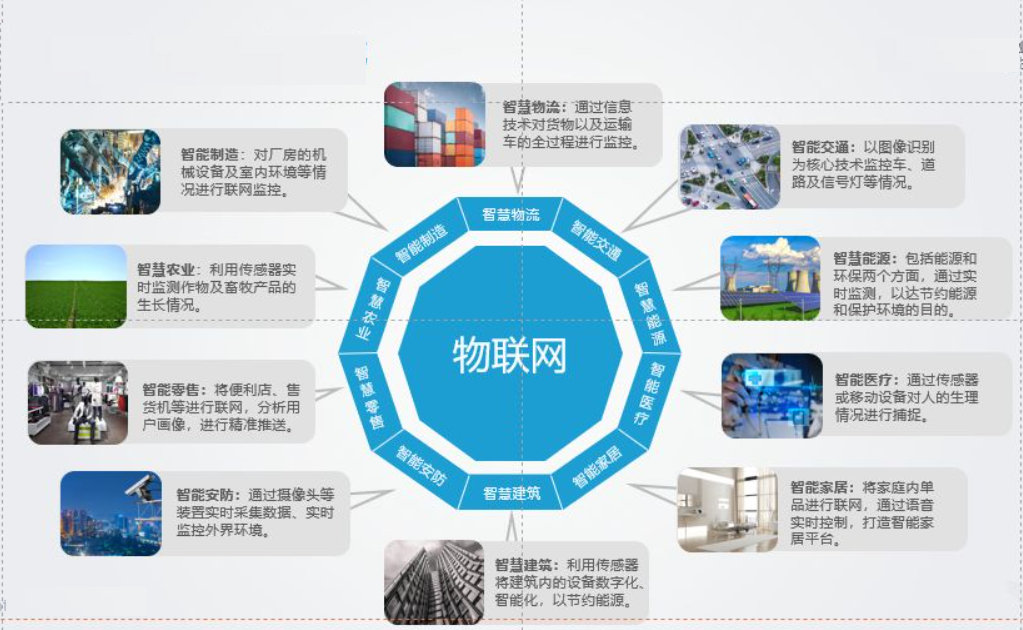 智慧物流：通过信息
技术对货物以及运输
车的全过程进行监控。
智能制造：对厂房的机
械设备及室内环境等情
况进行联网监控。
智能交通：以图像识别
为核心技术监控车、道
路及信号灯等情况。
智慧农业：利用传感器实
时监测作物及畜牧产品的
生长情况。
智慧能源：包括能源和
环保两个方面，通过实
时监测，以达节约能源
和保护环境的目的。
智能零售：将便利店、售
货机等进行联网，分析用
户画像，进行精准推送。
智能医疗：通过传感器
或移动设备对人的生理
情况进行捕捉。
智能安防：通过摄像头等
装置实时采集数据、实时
监控外界环境。
智能家居：将家庭内单
品进行联网，通过语音
实时控制，打造智能家
居平台。
智慧建筑：利用传感器
将建筑内的设备数字化、
智能化，以节约能源。
智慧物流
智能交通
智慧能源
智能医疗
智能家居
智慧建筑
智能安防
智慧零售
智慧农业
智能制造
物联网